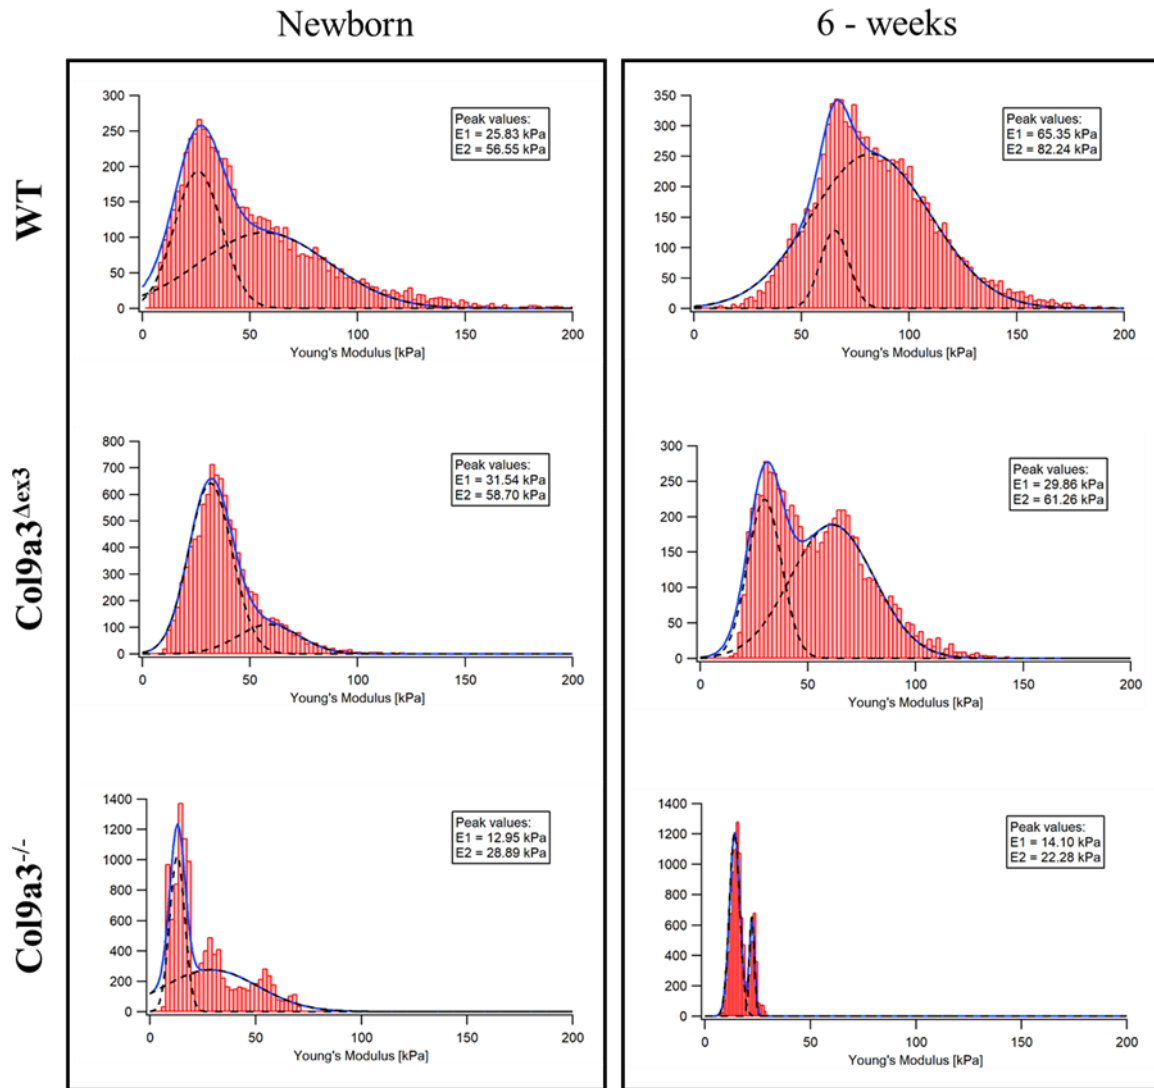 Newborn
6 - weeks
WT
300
250
200
150
100
50
0
0
50
100
150
200
Young's Modulus [kPa]
Peak values:
E1 = 25.83 kPa
E2 = 56.55 kPa
350
300
250
200
150
100
50
0
0
50
100
150
200
Young's Modulus [kPa]
Peak values:
E1 = 65.35 kPa
E2 = 82.24 kPa
Col9a3Δex3
800
700
600
500
400
300
200
100
0
0
50
100
150
200
Young's Modulus [kPa]
Peak values:
E1 = 31.54 kPa
E2 = 58.70 kPa
300
250
200
150
100
50
0
0
50
100
150
200
Young's Modulus [kPa]
Peak values:
E1 = 29.86 kPa
E2 = 61.26 kPa
Col9a3-/-
1400
1200
1000
800
600
400
200
0
0
50
100
150
200
Young's Modulus [kPa]
Peak values:
E1 = 12.95 kPa
E2 = 28.89 kPa
1400
1200
1000
800
600
400
200
0
0
50
100
150
200
Young's Modulus [kPa]
Peak values:
E1 = 14.10 kPa
E2 = 22.28 kPa